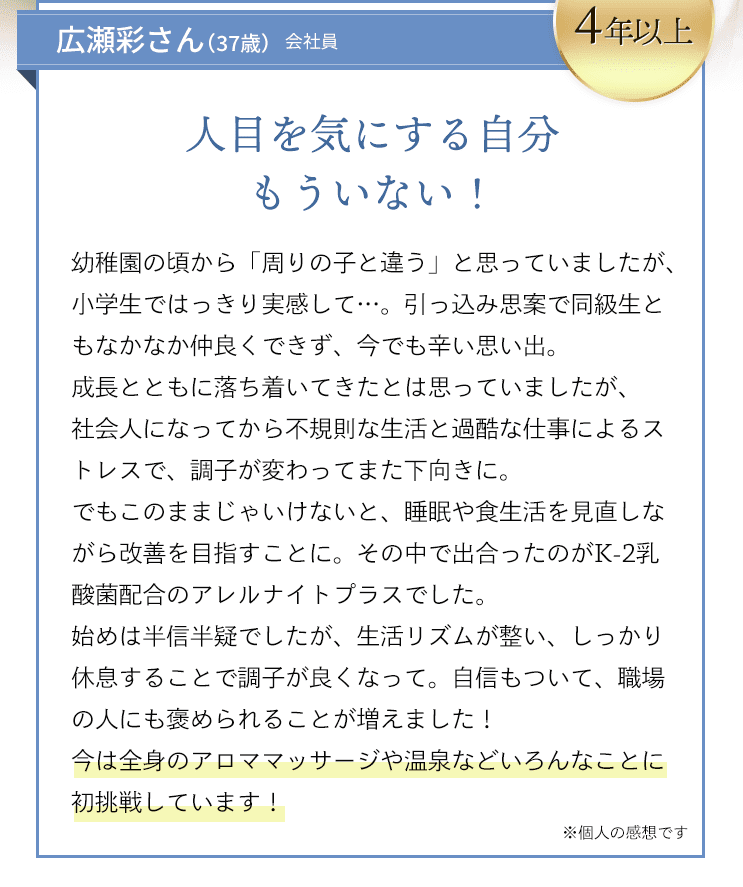 広瀬彩さん(37歳) 会社員
4年以上
人目を気にする自分
もういない!
幼稚園の頃から「周りの子と違う」と思っていましたが、
小学生ではっきり実感して…。引っ込み思案で同級生と
もなかなか仲良くできず、今でも辛い思い出。
成長とともに落ち着いてきたとは思っていましたが、
社会人になってから不規則な生活と過酷な仕事によるス
トレスで、調子が変わってまた下向きに。
でもこのままじゃいけないと、睡眠や食生活を見直しな
がら改善を目指すことに。その中で出合ったのがK-2乳
酸菌配合のアレルナイトプラスでした。
始めは半信半疑でしたが、生活リズムが整い、しっかり
休息することで調子が良くなって。自信もついて、職場
の人にも褒められることが増えました!
今は全身のアロママッサージや温泉などいろんなことに
初挑戦しています!
※個人の感想です